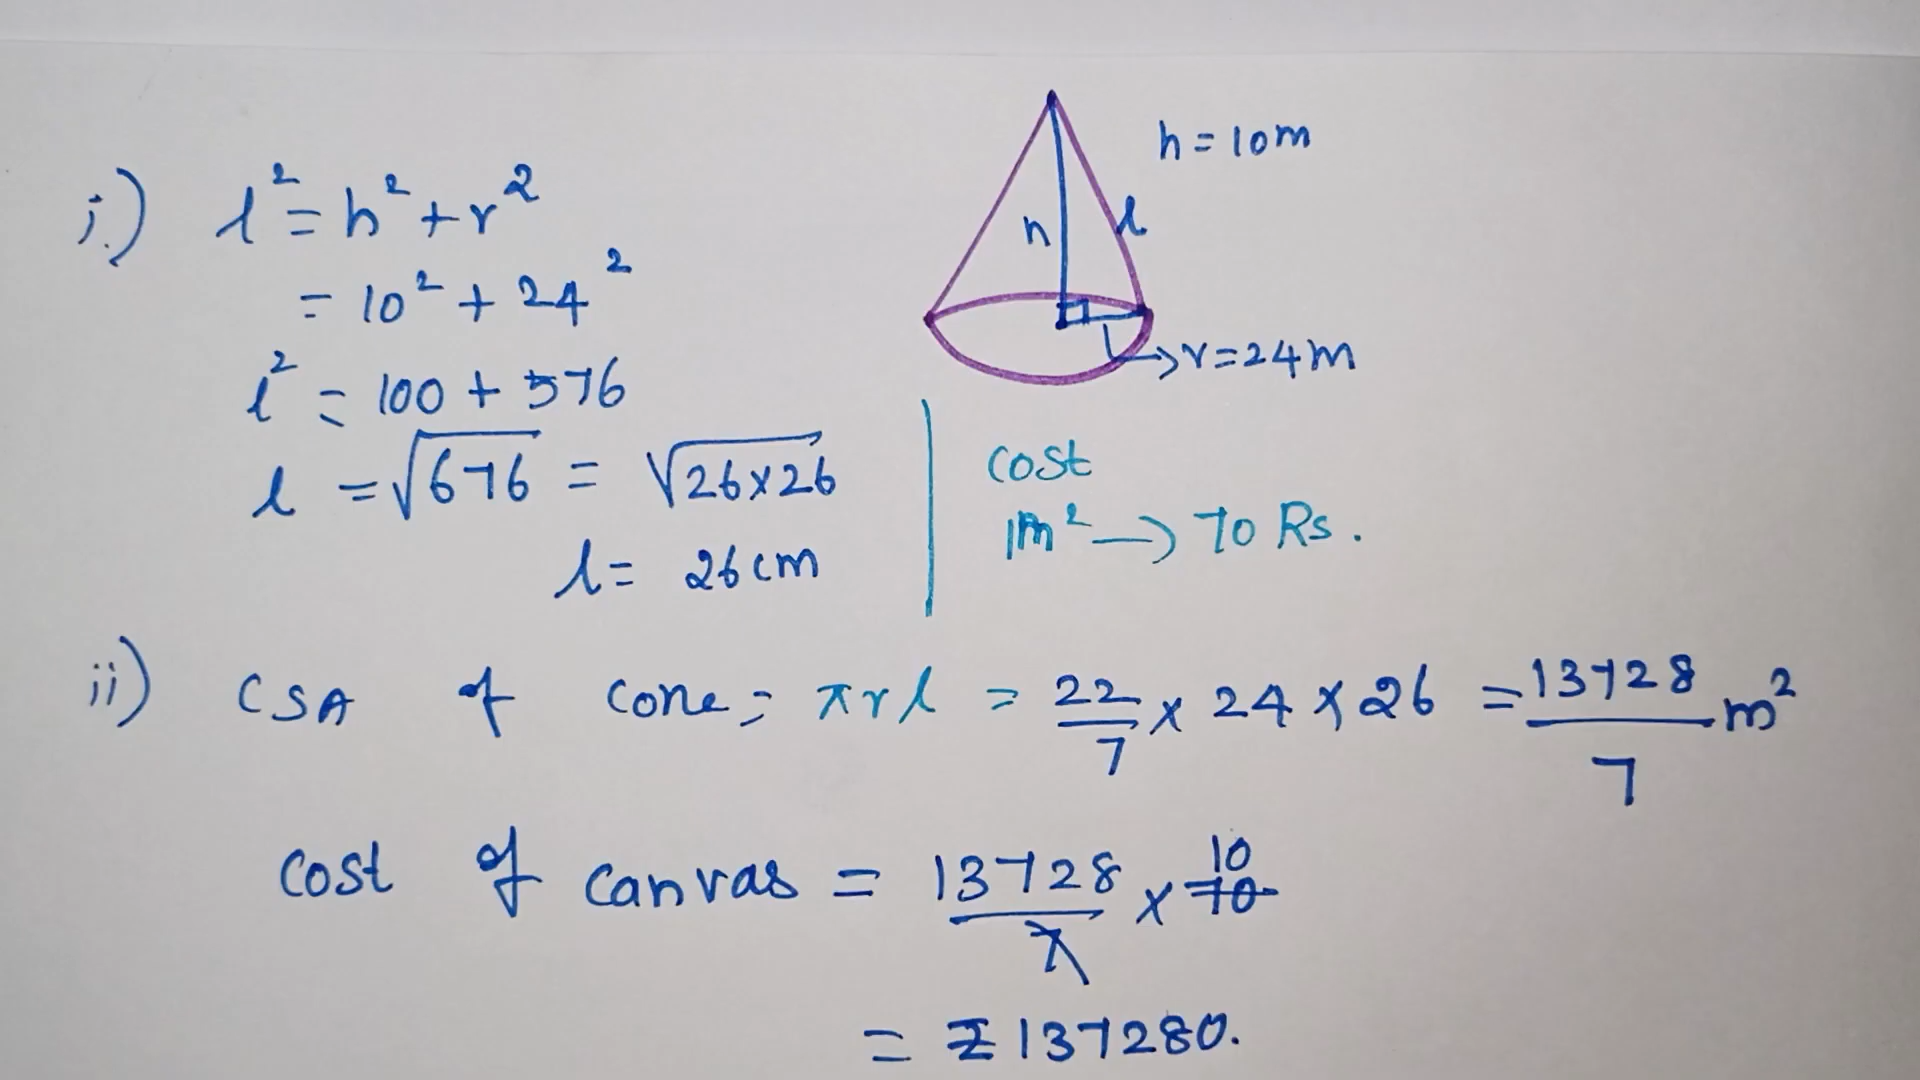 i.) l² = h² + r²
= 10² + 24²
l² = 100 + 576
l = √676 = √26×26
l = 26cm
h = 10m
h
l
→ r = 24m
cost
1m² → 70 Rs.
ii) CSA of cone = πrl = 22/7 × 24 × 26 = 13728/7 m²
cost of canvas = 13728/7 × 70 10
= ₹137280.